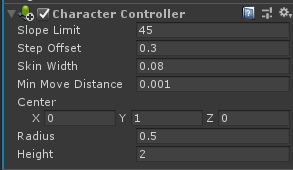 Character Controller
Slope Limit 45
Step Offset 0.3
Skin Width 0.08
Min Move Distance 0.001
Center
X 0 Y 1 Z 0
Radius 0.5
Height 2